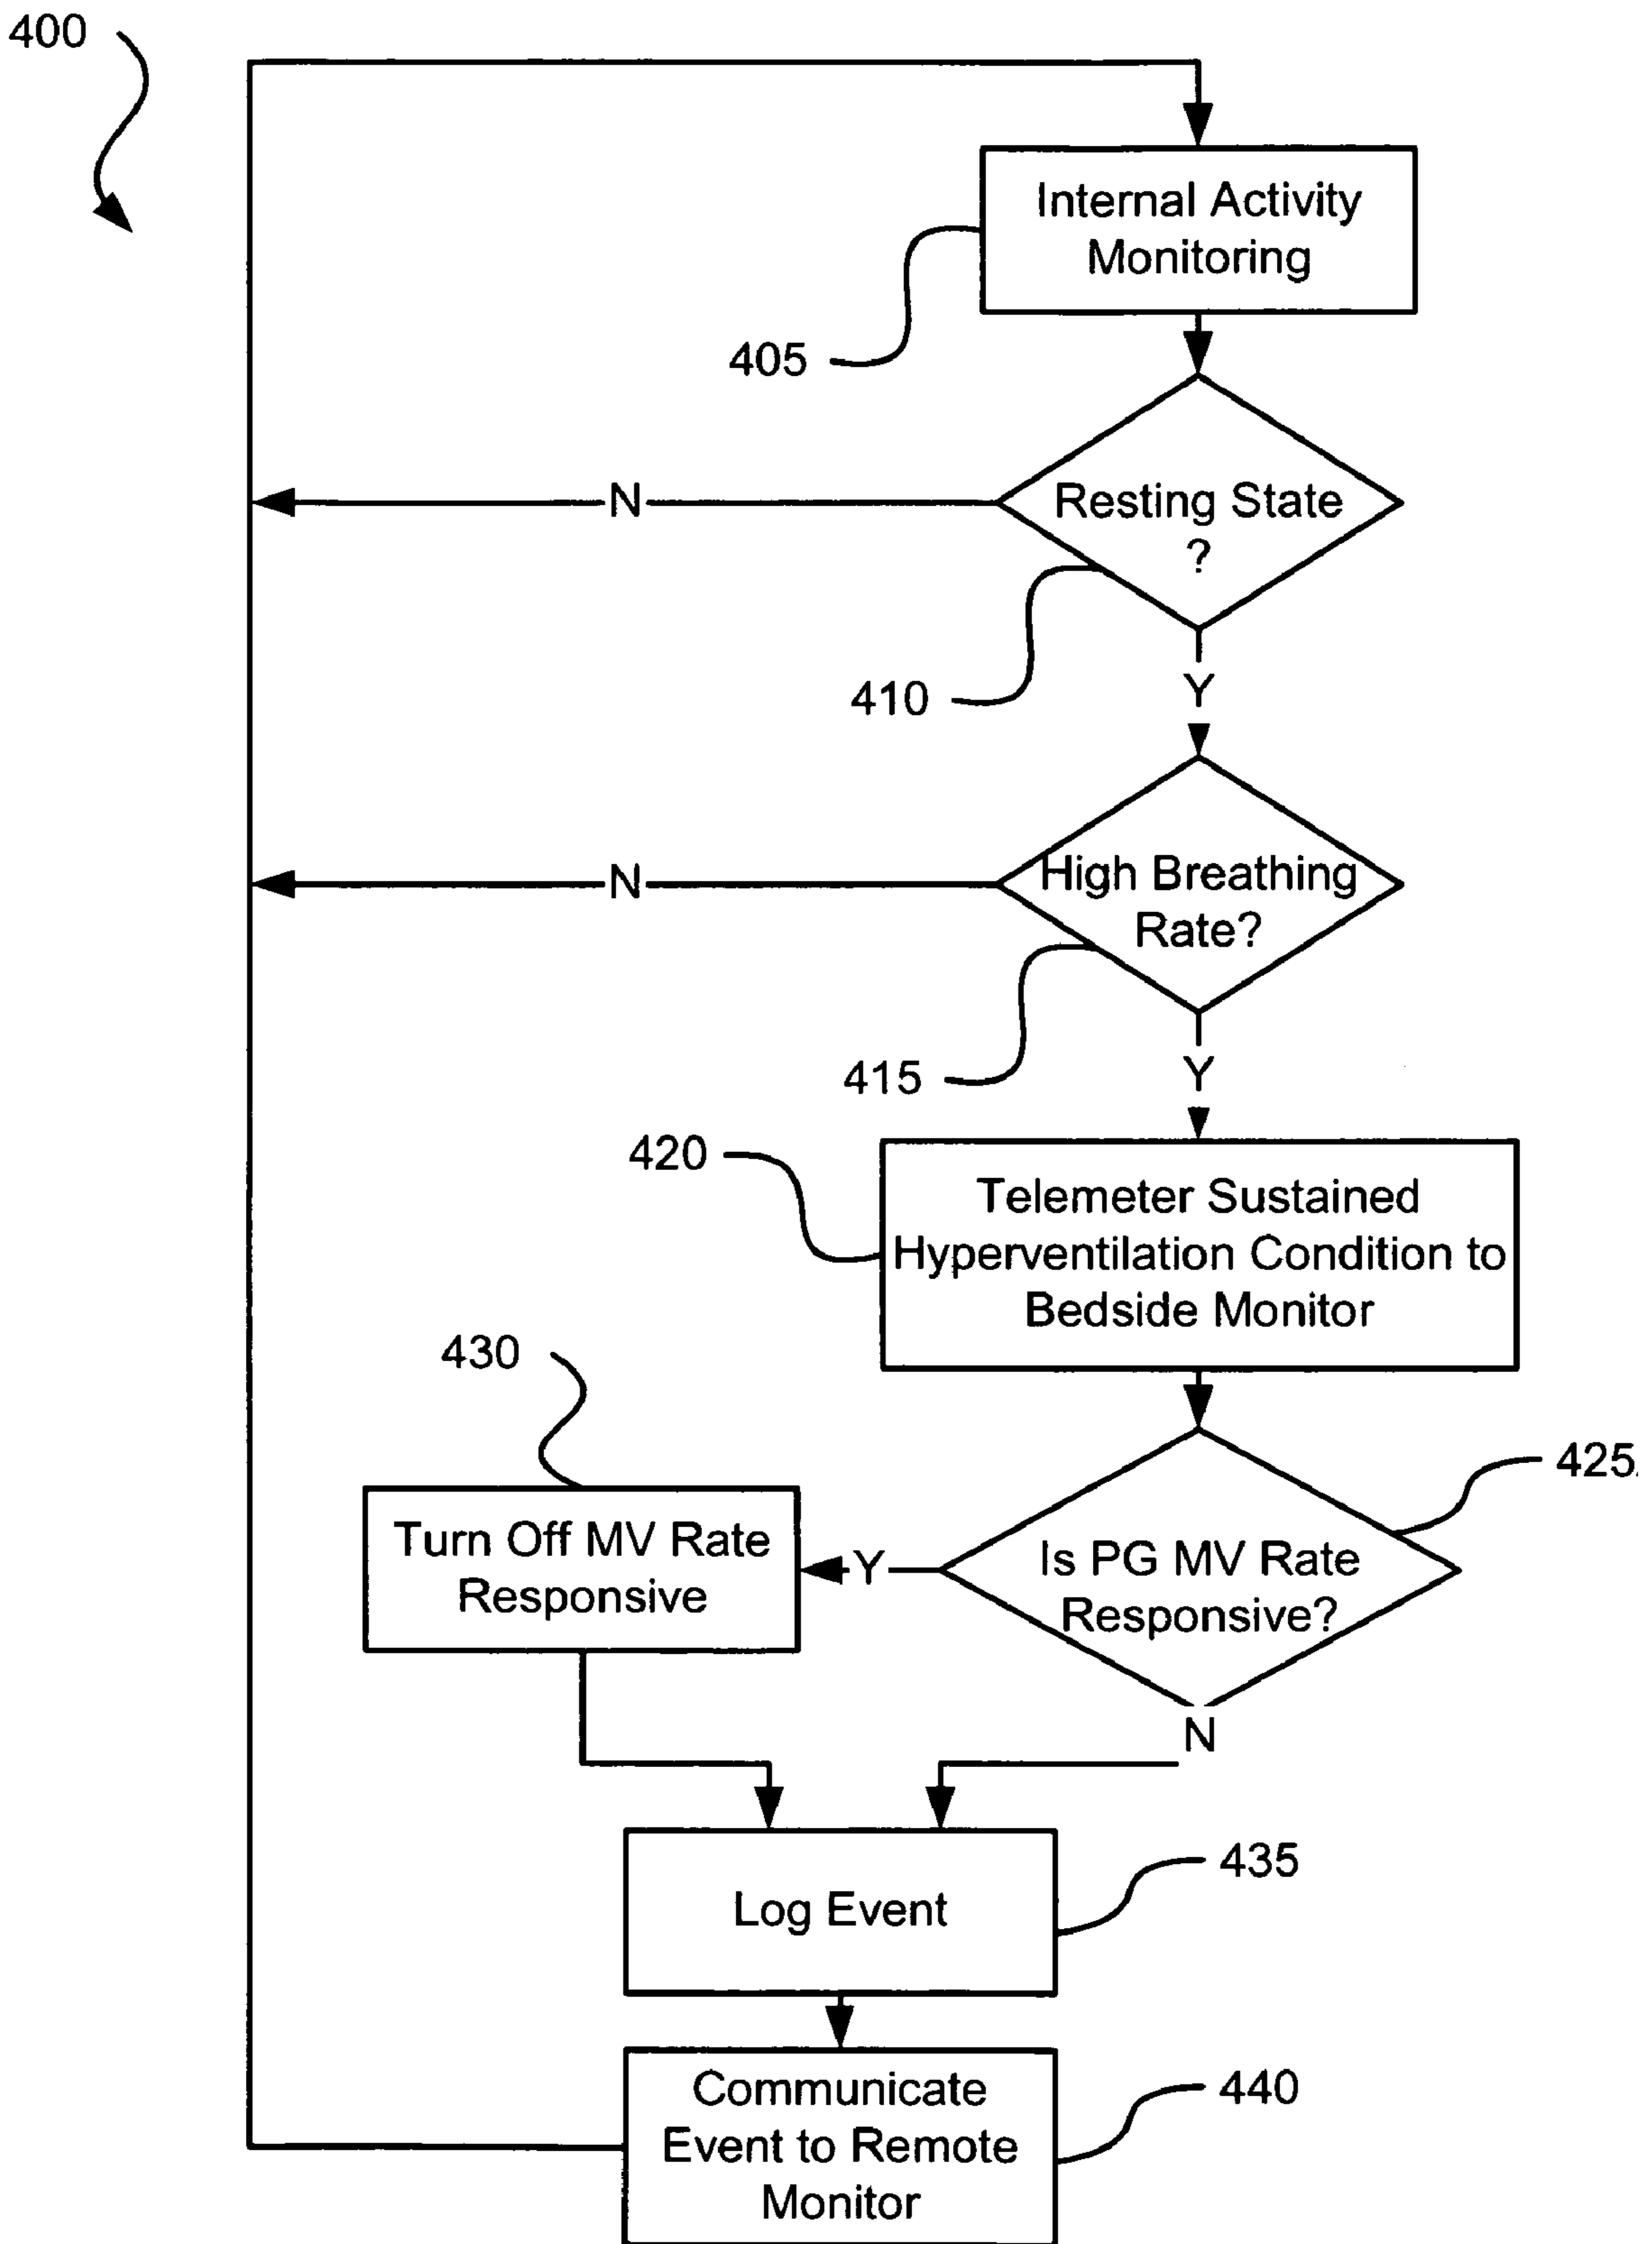 400
Internal Activity
Monitoring
405
N
Resting State
?
410
Y
N
High Breathing
Rate?
415
Y
420
Telemeter Sustained
Hyperventilation Condition to
Bedside Monitor
430
425
Turn Off MV Rate
Responsive
Y
Is PG MV Rate
Responsive?
N
435
Log Event
440
Communicate
Event to Remote
Monitor